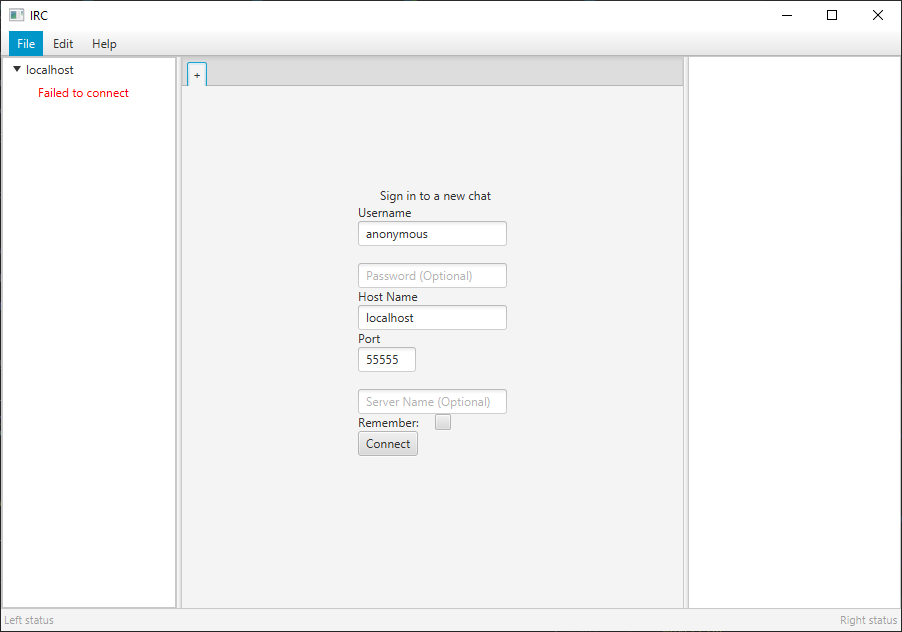 IRC
File Edit Help
localhost
Failed to connect
+
Sign in to a new chat
Username
anonymous
Password (Optional)
Host Name
localhost
Port
55555
Server Name (Optional)
Remember:
Connect
Left status Right status